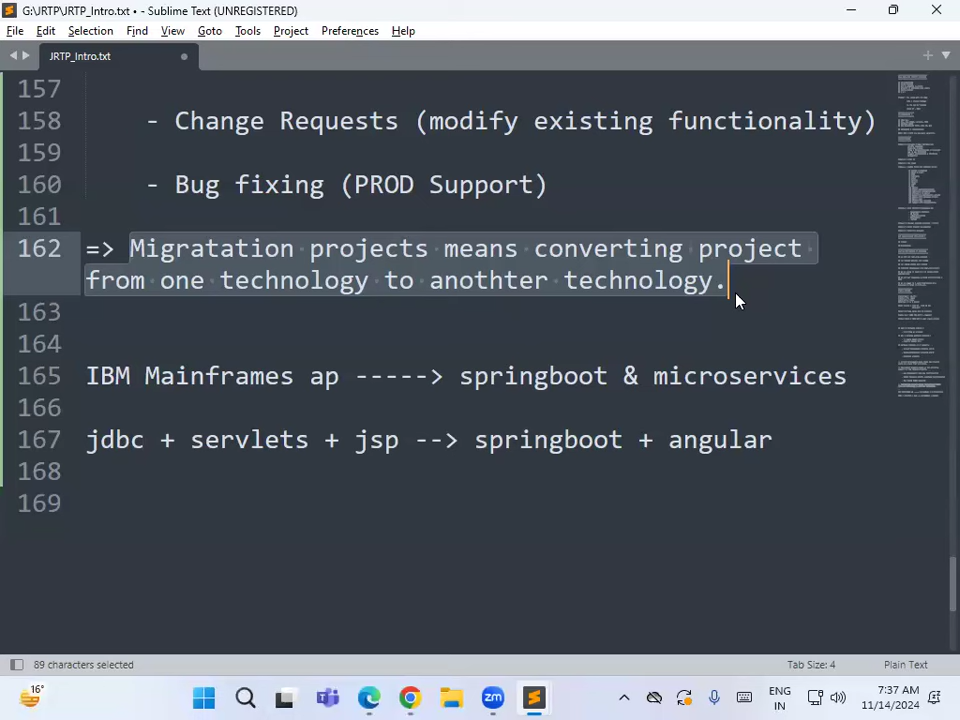 G:\JRTP\JRTP_Intro.txt • - Sublime Text (UNREGISTERED)
File Edit Selection Find View Goto Tools Project Preferences Help
JRTP_Intro.txt
157
158 - Change Requests (modify existing functionality)
159
160 - Bug fixing (PROD Support)
161
162 => Migratation projects means converting project
from one technology to anothter technology.
163
164
165 IBM Mainframes ap -----> springboot & microservices
166
167 jdbc + servlets + jsp --> springboot + angular
168
169
89 characters selected Tab Size: 4 Plain Text
16°
ENG
IN
7:37 AM
11/14/2024